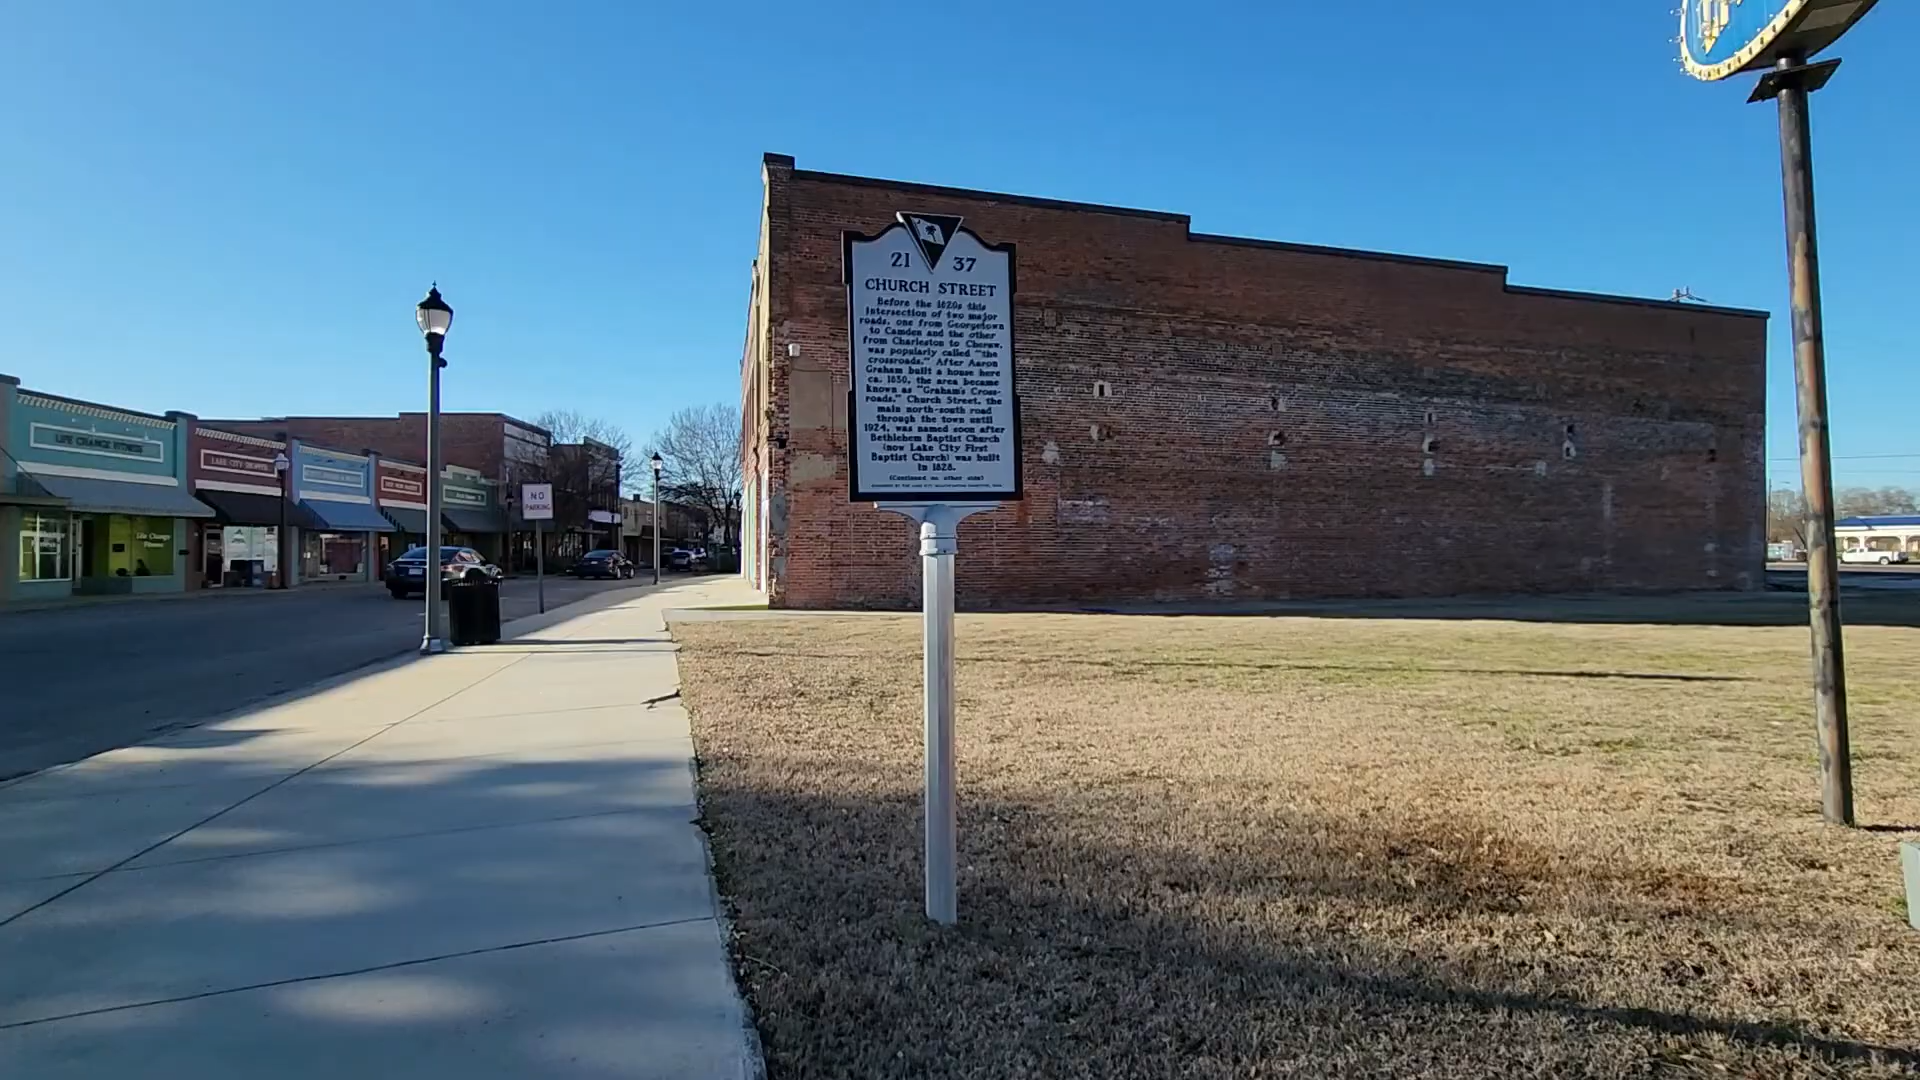 21 37
CHURCH STREET
Before the 1820s this
intersection of two major
roads, one from Georgetown
to Camden and the other
from Charleston to Cheraw,
was popularly called "the
crossroads." After Aaron
Graham built a house here
ca. 1830, the area became
known as "Graham's Cross-
roads." Church Street, the
main north-south road
through the town until
1924, was named soon after
Bethlehem Baptist Church
(now Lake City First
Baptist Church) was built
in 1828.
(Continued on other side)
NO
PARKING
LIFE CHANGE FITNESS
LAKE CITY SHOPPE
Life Change
Fitness